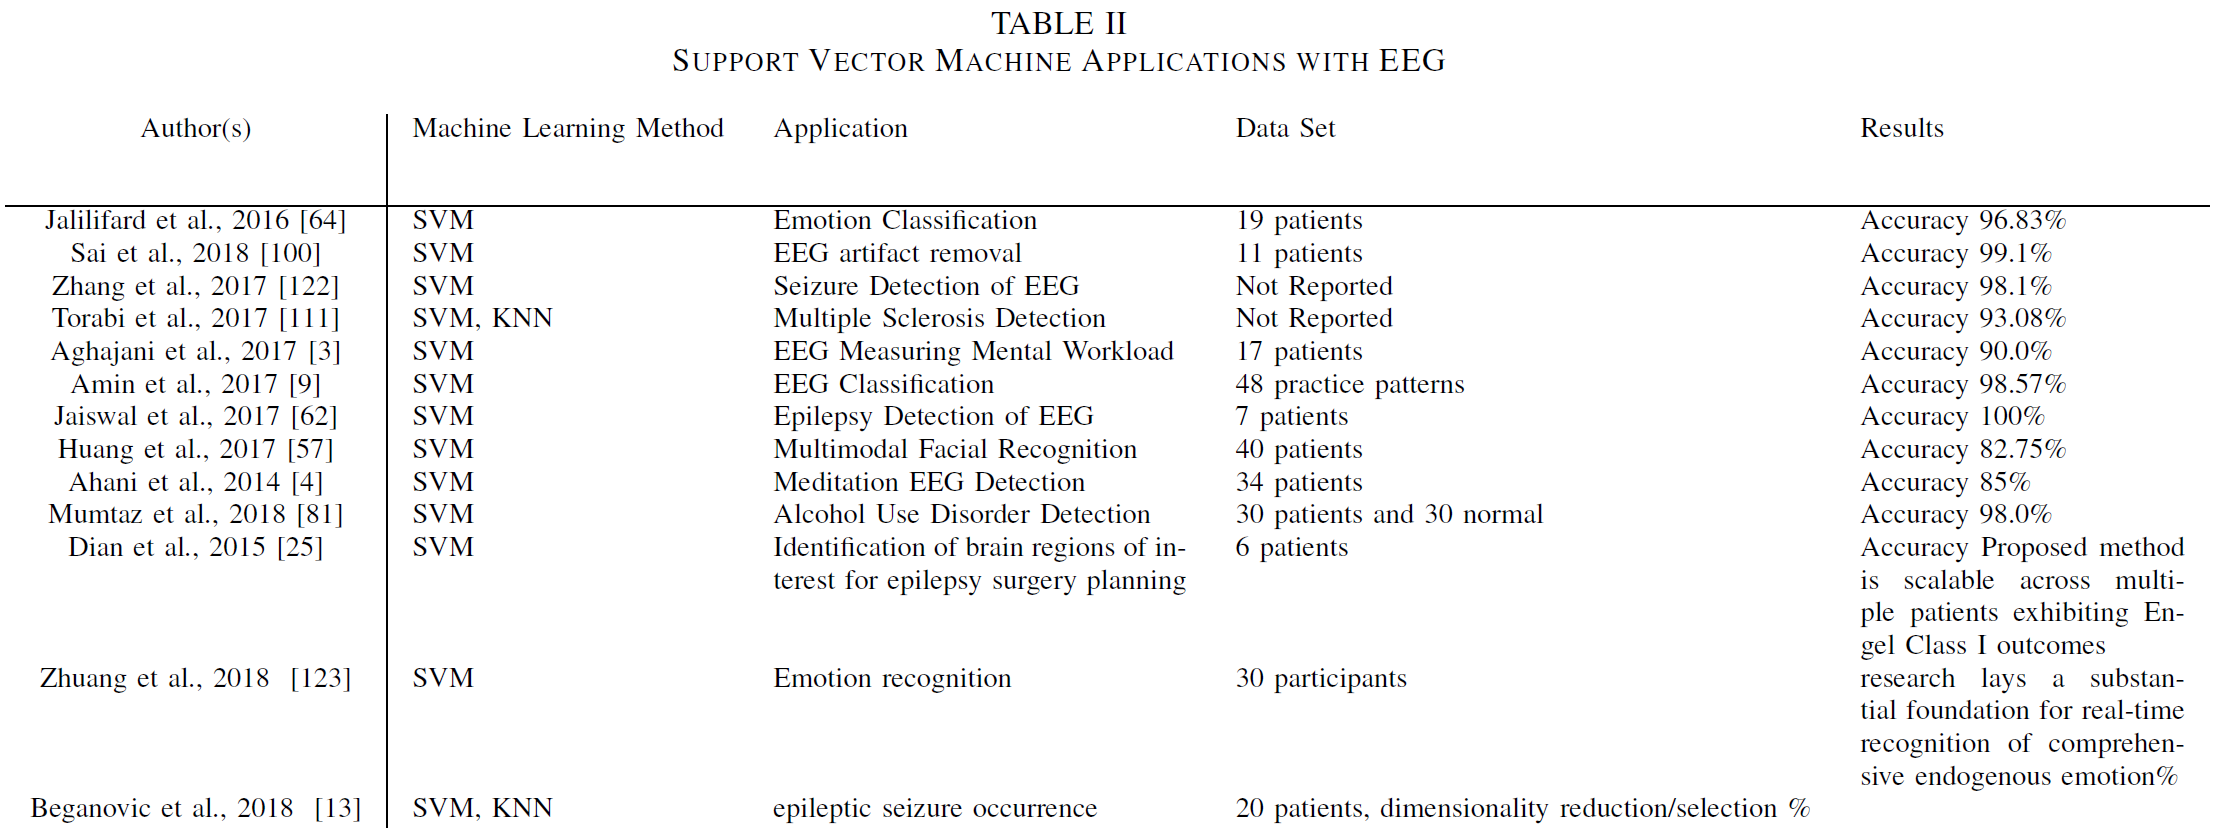 TABLE II
SUPPORT VECTOR MACHINE APPLICATIONS WITH EEG
Author(s) Machine Learning Method Application Data Set Results
Jalilifard et al., 2016 [64] SVM Emotion Classification 19 patients Accuracy 96.83%
Sai et al., 2018 [100] SVM EEG artifact removal 11 patients Accuracy 99.1%
Zhang et al., 2017 [122] SVM Seizure Detection of EEG Not Reported Accuracy 98.1%
Torabi et al., 2017 [111] SVM, KNN Multiple Sclerosis Detection Not Reported Accuracy 93.08%
Aghajani et al., 2017 [3] SVM EEG Measuring Mental Workload 17 patients Accuracy 90.0%
Amin et al., 2017 [9] SVM EEG Classification 48 practice patterns Accuracy 98.57%
Jaiswal et al., 2017 [62] SVM Epilepsy Detection of EEG 7 patients Accuracy 100%
Huang et al., 2017 [57] SVM Multimodal Facial Recognition 40 patients Accuracy 82.75%
Ahani et al., 2014 [4] SVM Meditation EEG Detection 34 patients Accuracy 85%
Mumtaz et al., 2018 [81] SVM Alcohol Use Disorder Detection 30 patients and 30 normal Accuracy 98.0%
Dian et al., 2015 [25] SVM Identification of brain regions of in- 6 patients Accuracy Proposed method
terest for epilepsy surgery planning is scalable across multi-
ple patients exhibiting En-
gel Class I outcomes
Zhuang et al., 2018 [123] SVM Emotion recognition 30 participants research lays a substan-
tial foundation for real-time
recognition of comprehen-
sive endogenous emotion%
Beganovic et al., 2018 [13] SVM, KNN epileptic seizure occurrence 20 patients, dimensionality reduction/selection %